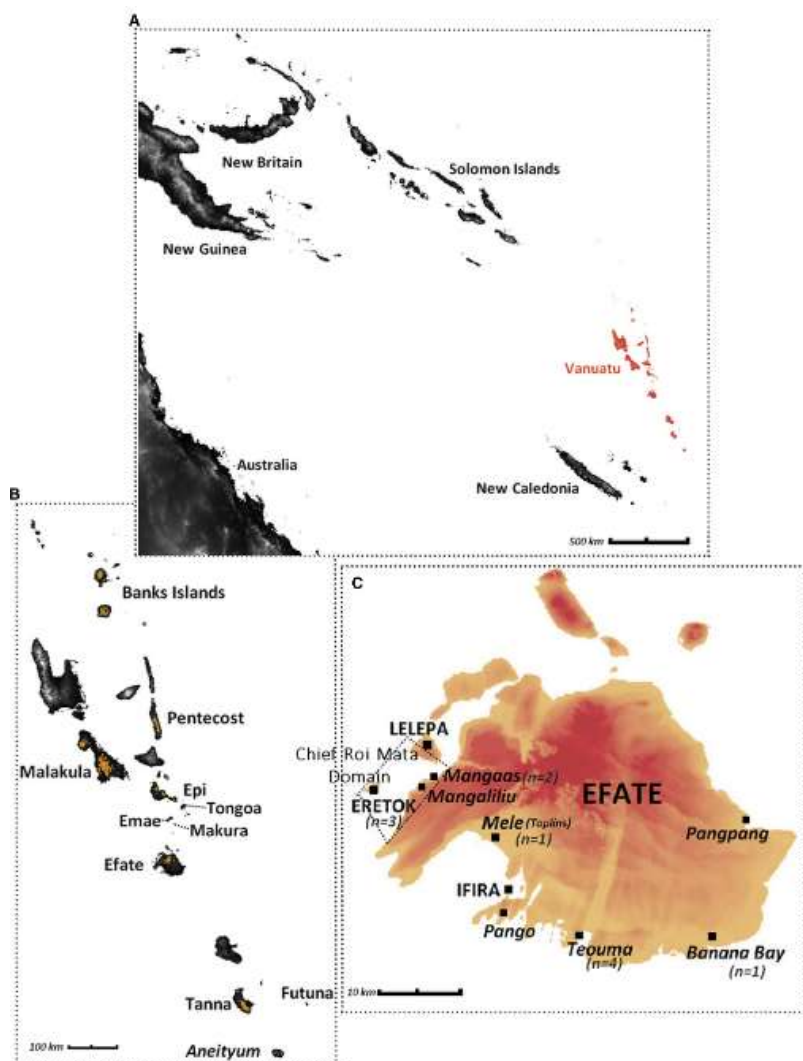 A
New Britain
Solomon Islands
New Guinea
Vanuatu
Australia
New Caledonia
500 km
B
Banks Islands
Pentecost
Malakula
Epi
Tongoa
Emae
Makura
Efate
Tanna
Futuna
Aneityum
100 km
C
LELEPA
Chief Roi Mata
Domain
Mangaas (n=2)
Mangaliliu
ERETOK
(n=3)
EFATE
Mele (Taplins)
(n=1)
Pangpang
IFIRA
Pango
Teouma
(n=4)
Banana Bay
(n=1)
10 km